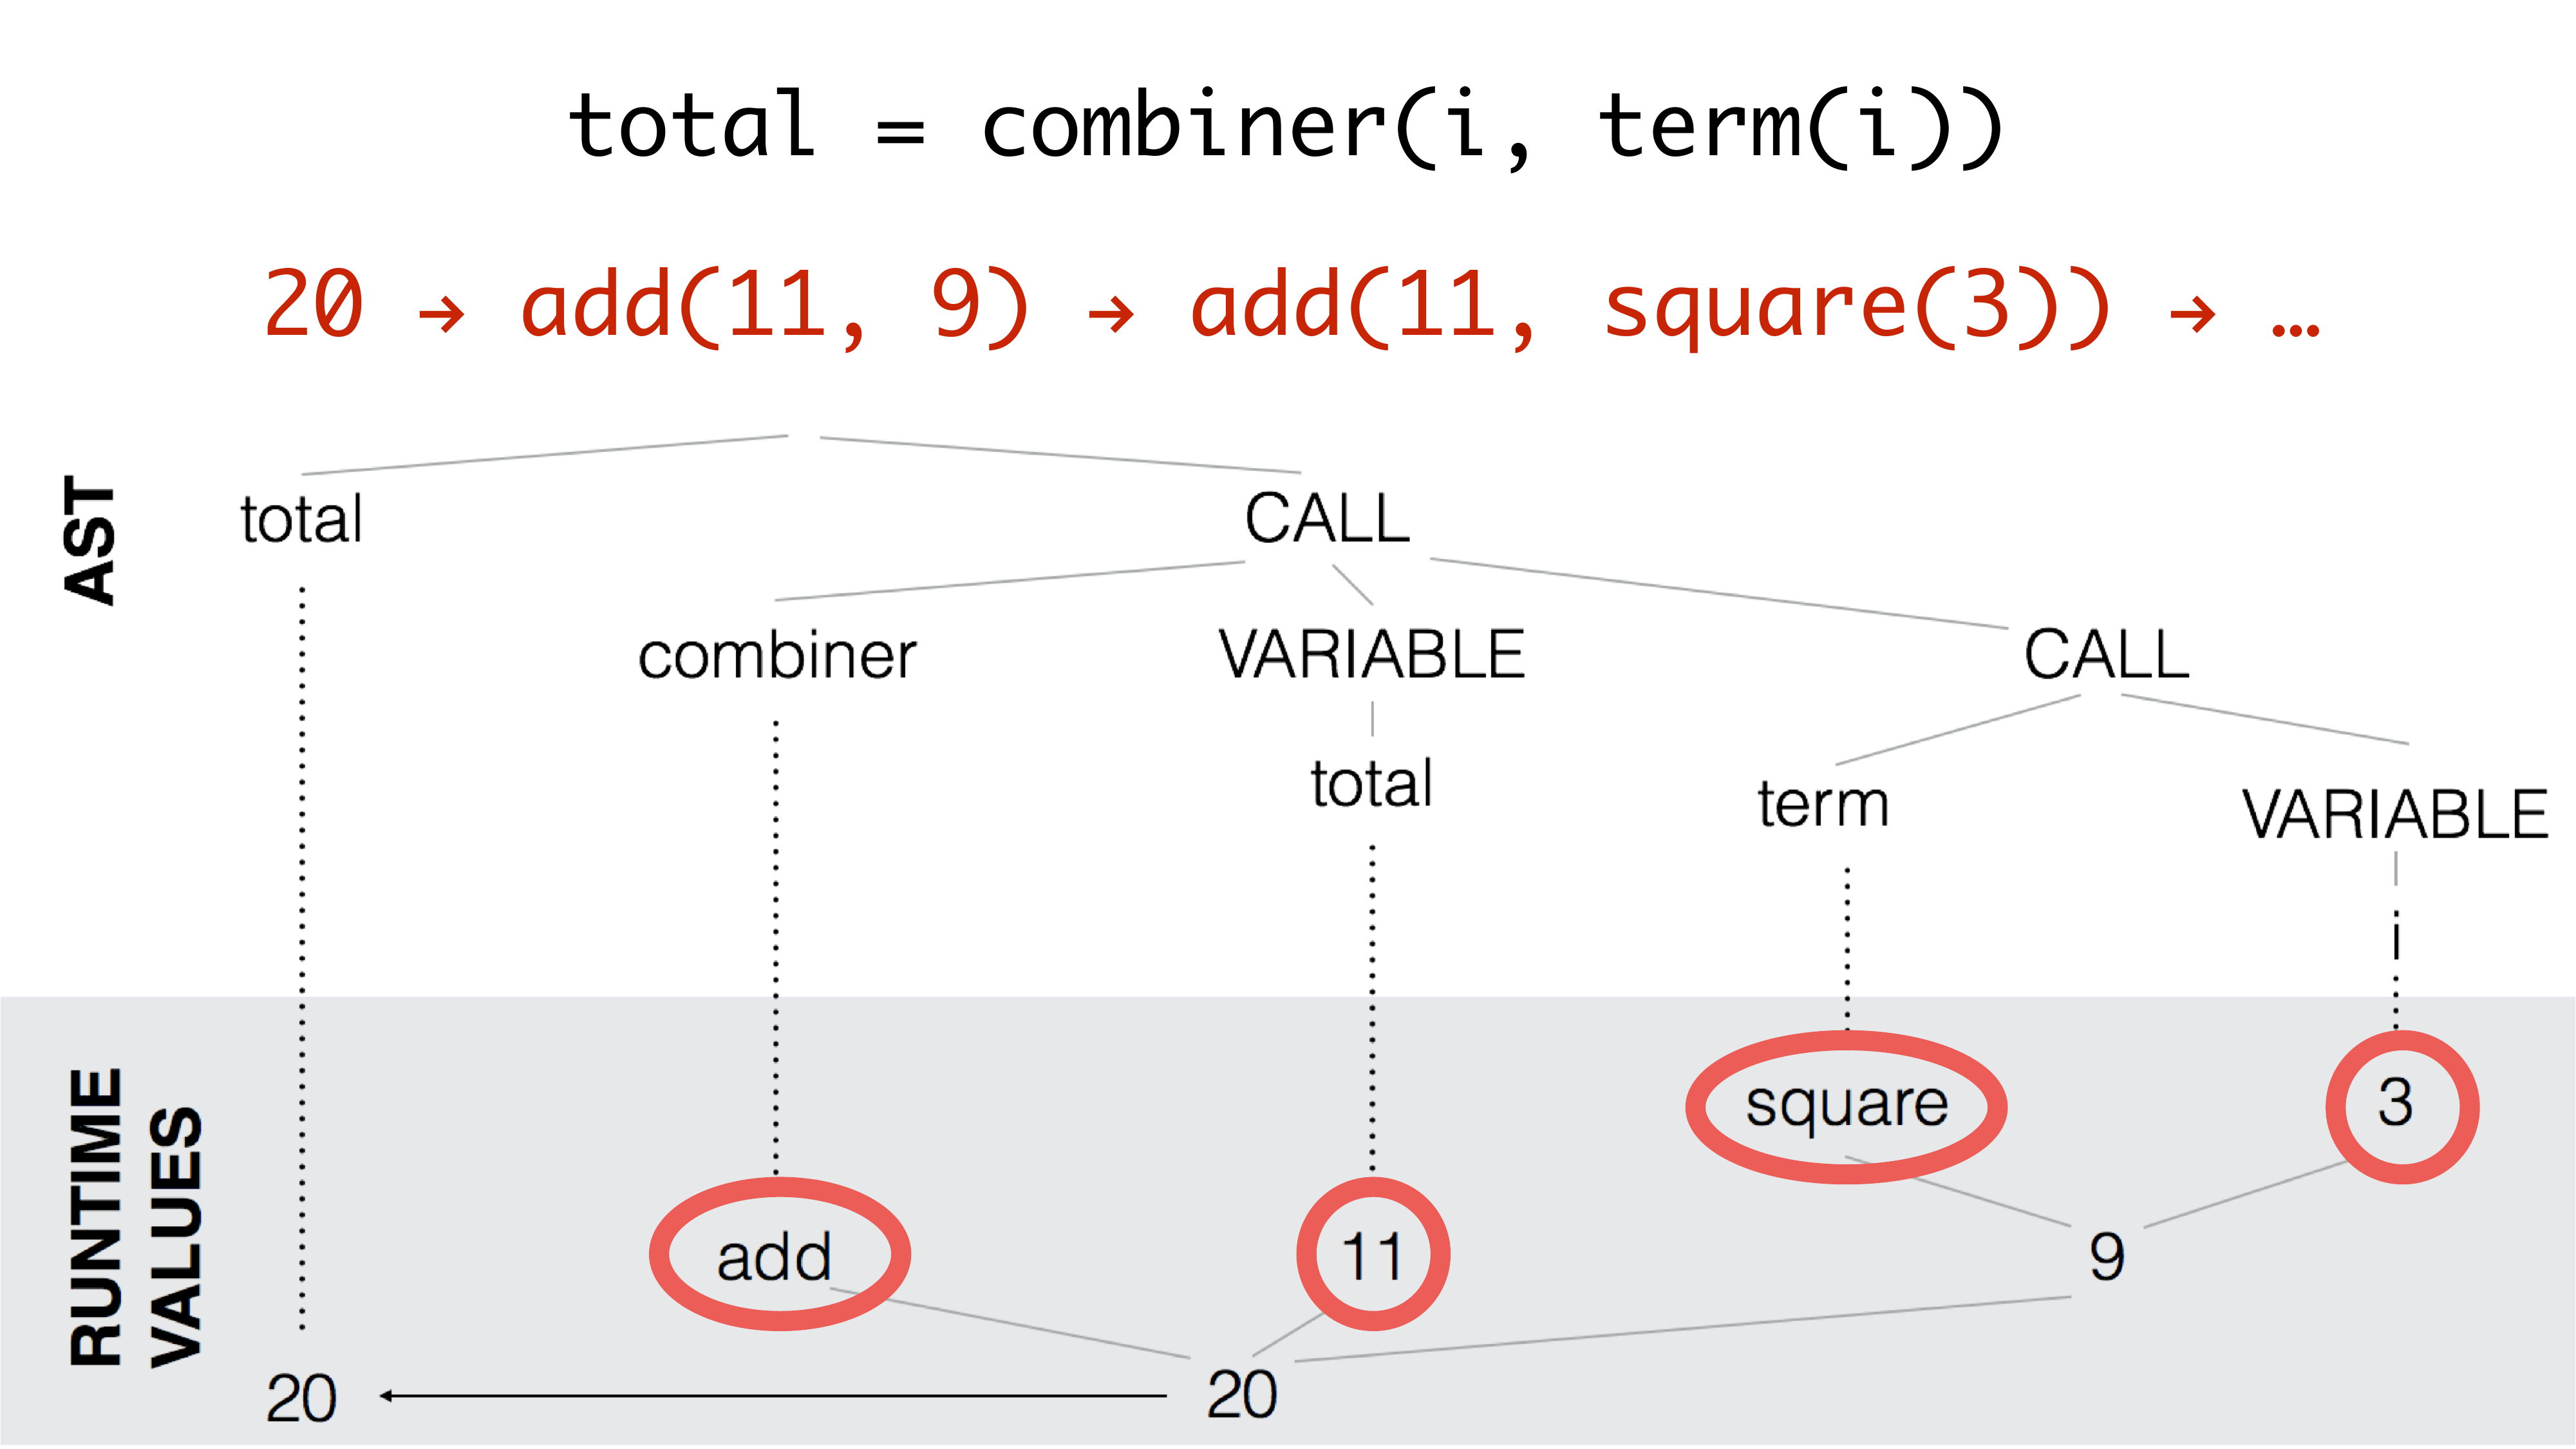 total = combiner(i, term(i))
20 → add(11, 9) → add(11, square(3)) → …
AST
total
CALL
combiner
VARIABLE
CALL
total
term
VARIABLE
i
RUNTIME
VALUES
square
3
add
11
9
20
20